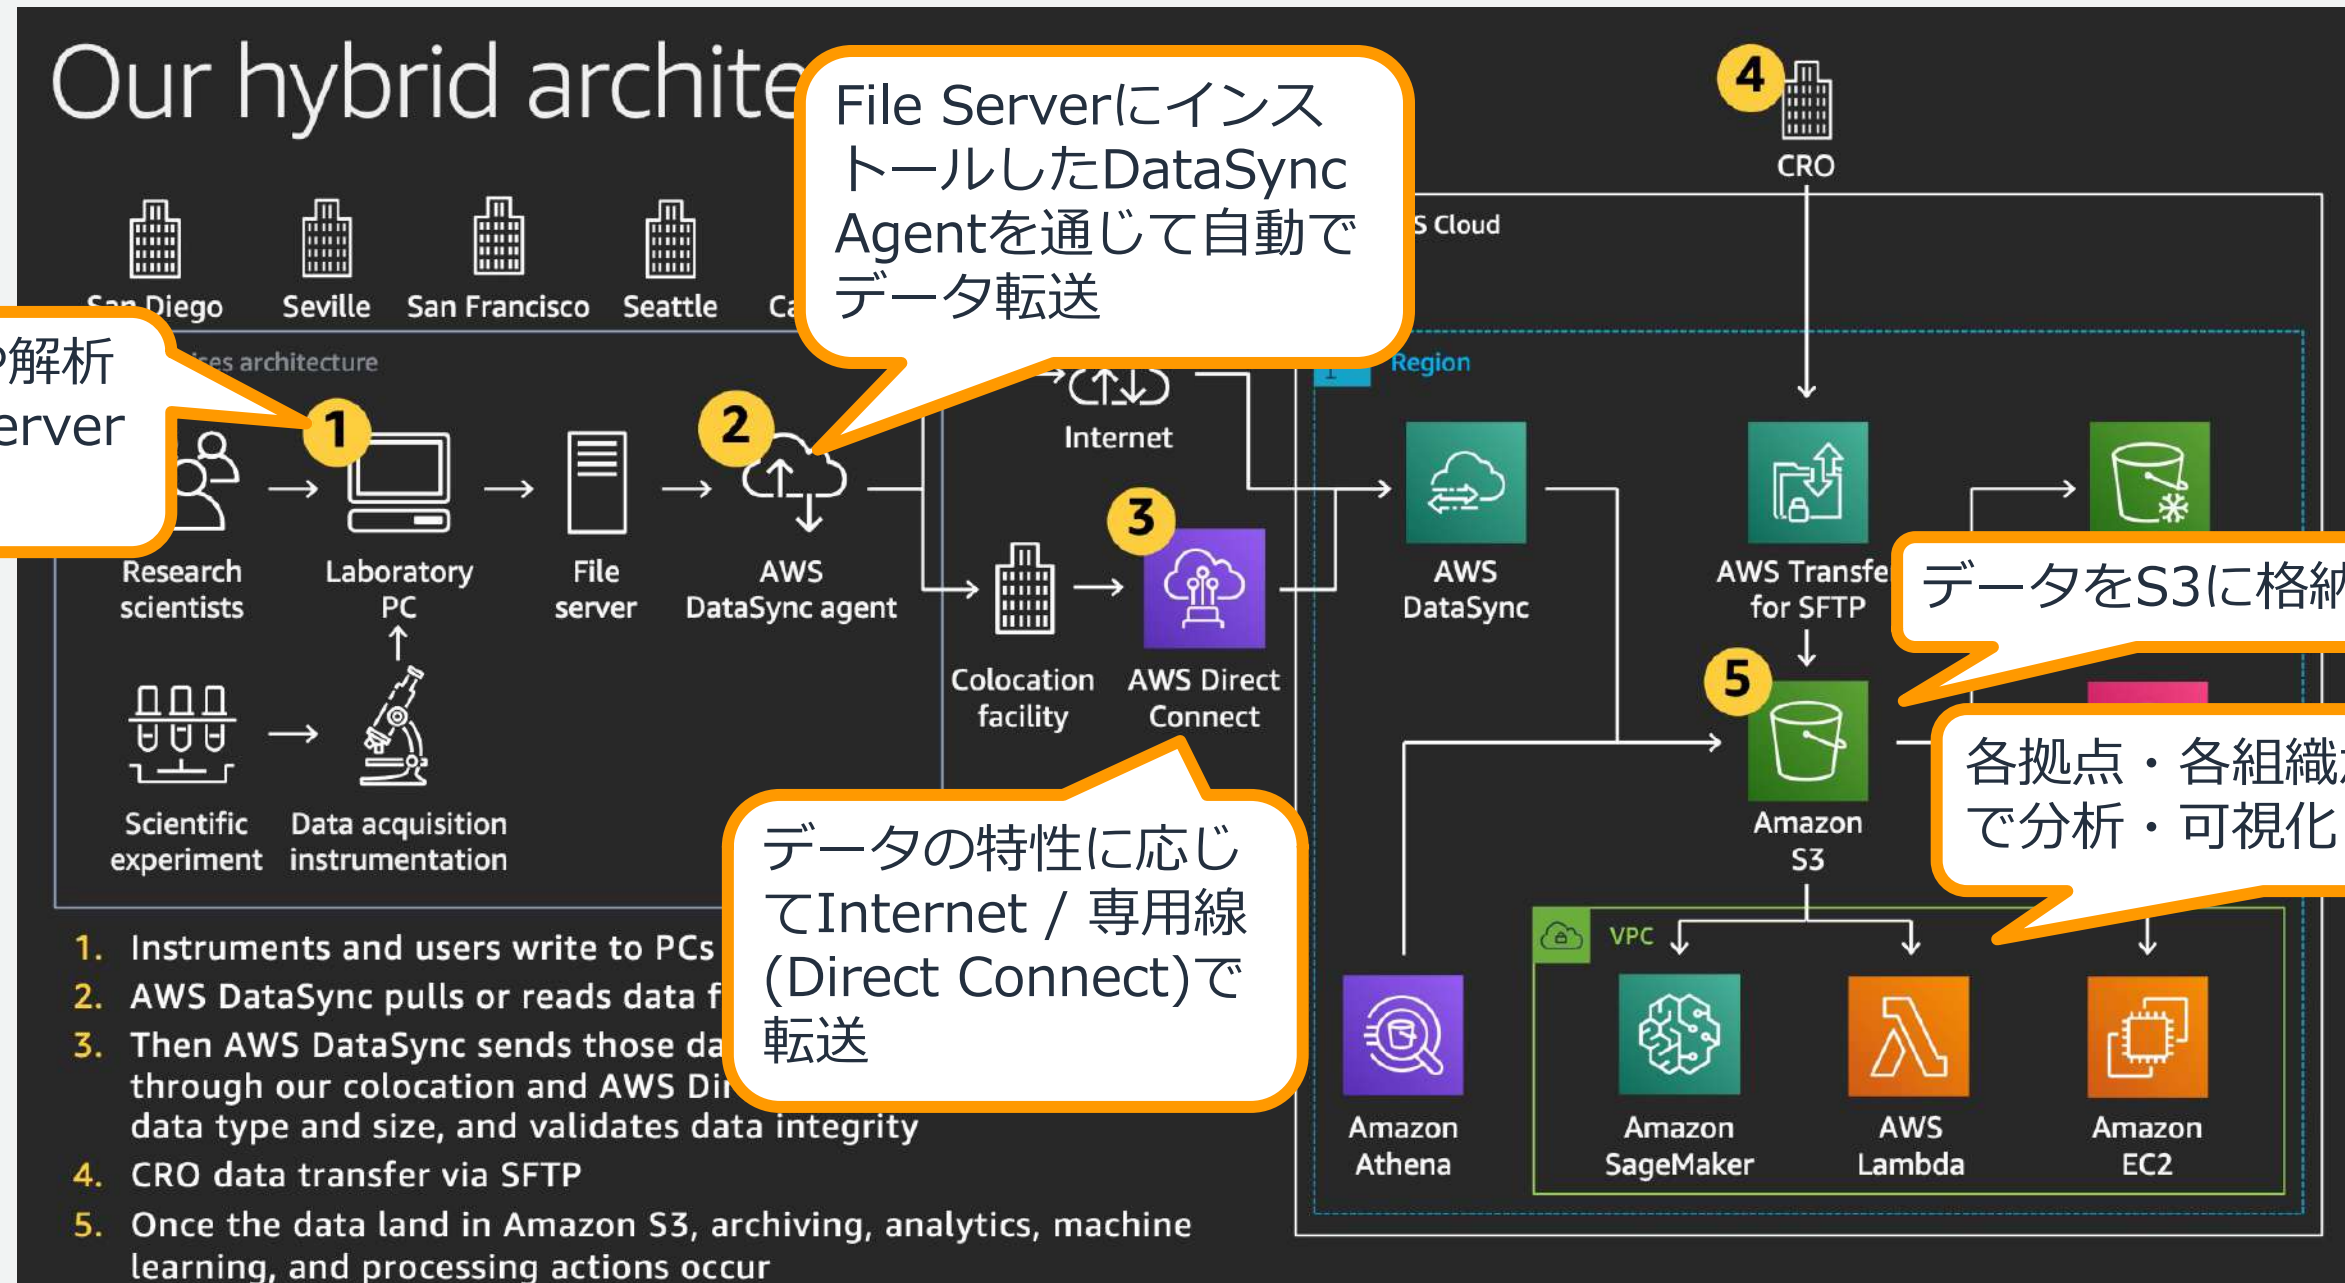 Our hybrid archite
File Serverにインス
トールしたDataSync
Agentを通じて自動で
データ転送
4
CRO
San Diego
Seville
San Francisco
Seattle
S Cloud
解析
erver
ses architecture
Region
1
2
Internet
3
Research
scientists
Laboratory
PC
File
server
AWS
DataSync agent
Colocation
facility
AWS Direct
Connect
AWS
DataSync
AWS Transfe
for SFTP
データをS3に格納
5
Amazon
S3
各拠点・各組織
で分析・可視化
Scientific
experiment
Data acquisition
instrumentation
データの特性に応じ
てInternet / 専用線
(Direct Connect)で
転送
VPC
Amazon
Athena
Amazon
SageMaker
AWS
Lambda
Amazon
EC2
1. Instruments and users write to PCs
2. AWS DataSync pulls or reads data f
3. Then AWS DataSync sends those da
through our colocation and AWS Dir
data type and size, and validates data integrity
4. CRO data transfer via SFTP
5. Once the data land in Amazon S3, archiving, analytics, machine
learning, and processing actions occur